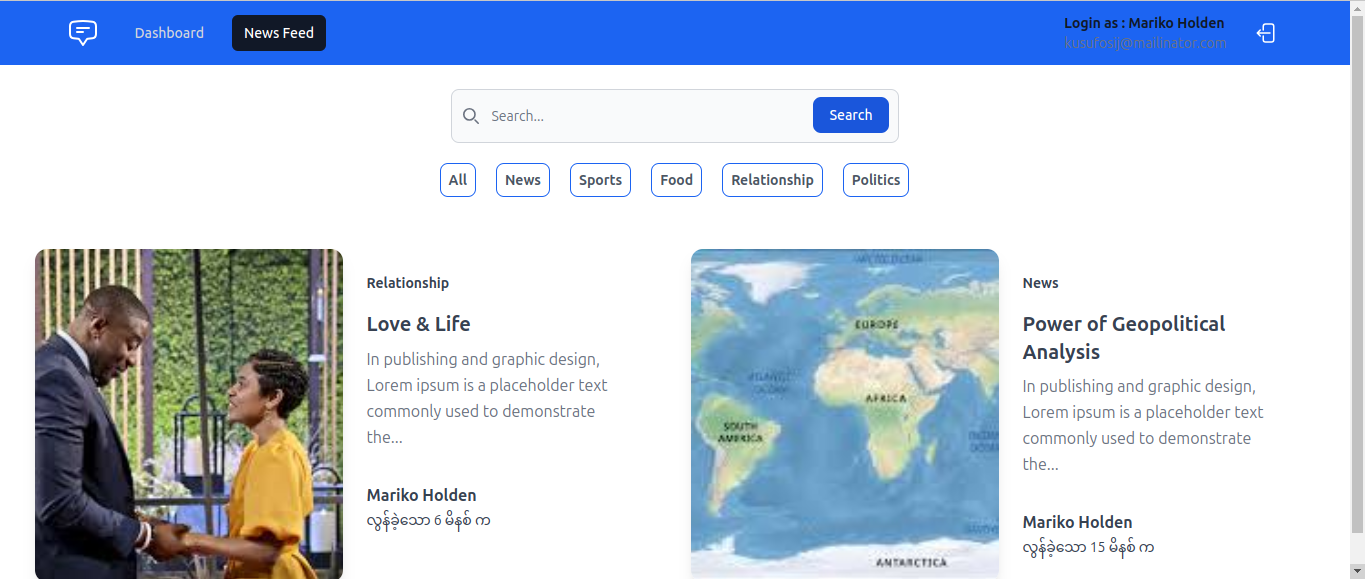 Dashboard
News Feed
Login as : Mariko Holden
kusufosij@mailinator.com
Search...
Search
All
News
Sports
Food
Relationship
Politics
Relationship
Love & Life
In publishing and graphic design,
Lorem ipsum is a placeholder text
commonly used to demonstrate
the...
Mariko Holden
လွန်ခဲ့သော 6 မိနစ် က
EUROPE
AFRICA
SOUTH
AMERICA
ANTARCTICA
News
Power of Geopolitical
Analysis
In publishing and graphic design,
Lorem ipsum is a placeholder text
commonly used to demonstrate
the...
Mariko Holden
လွန်ခဲ့သော 15 မိနစ် က